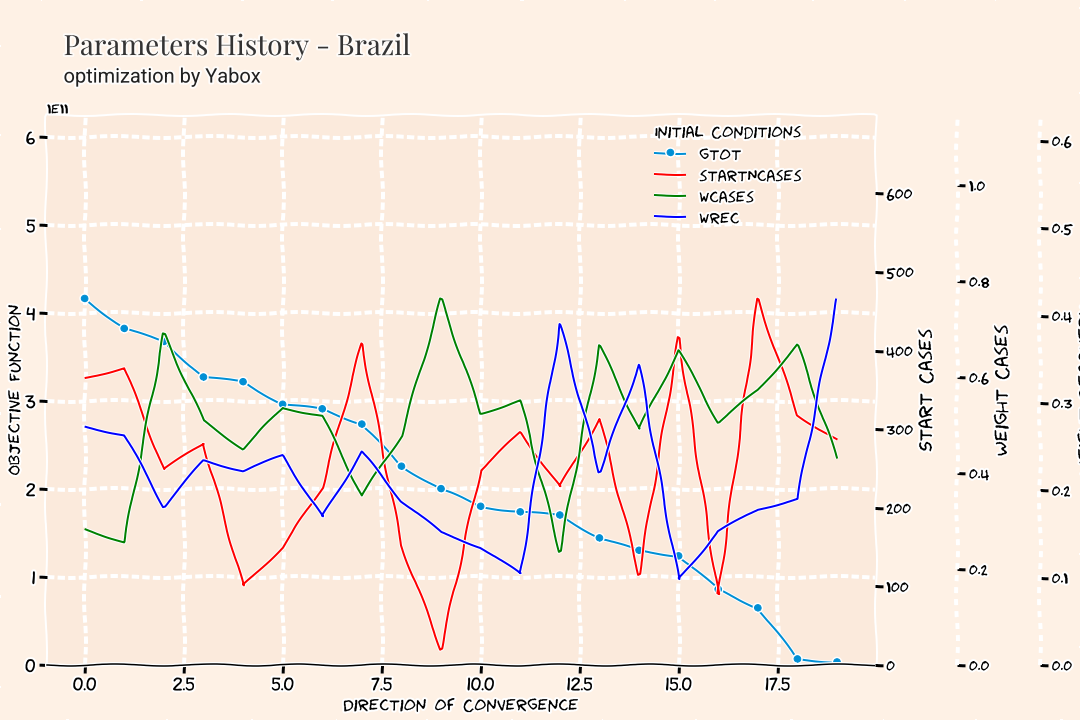 Parameters History - Brazil
optimization by Yabox
1E11
INITIAL CONDITIONS
GTOT
STARTNCASES
WCASES
WREC
OBJECTIVE FUNCTION
6
5
4
3
2
1
0
0.0 2.5 5.0 7.5 10.0 12.5 15.0 17.5
DIRECTION OF CONVERGENCE
600
500
400
300
200
100
0
START CASES
1.0
0.8
0.6
0.4
0.2
0.0
WEIGHT CASES
0.6
0.5
0.4
0.3
0.2
0.1
0.0